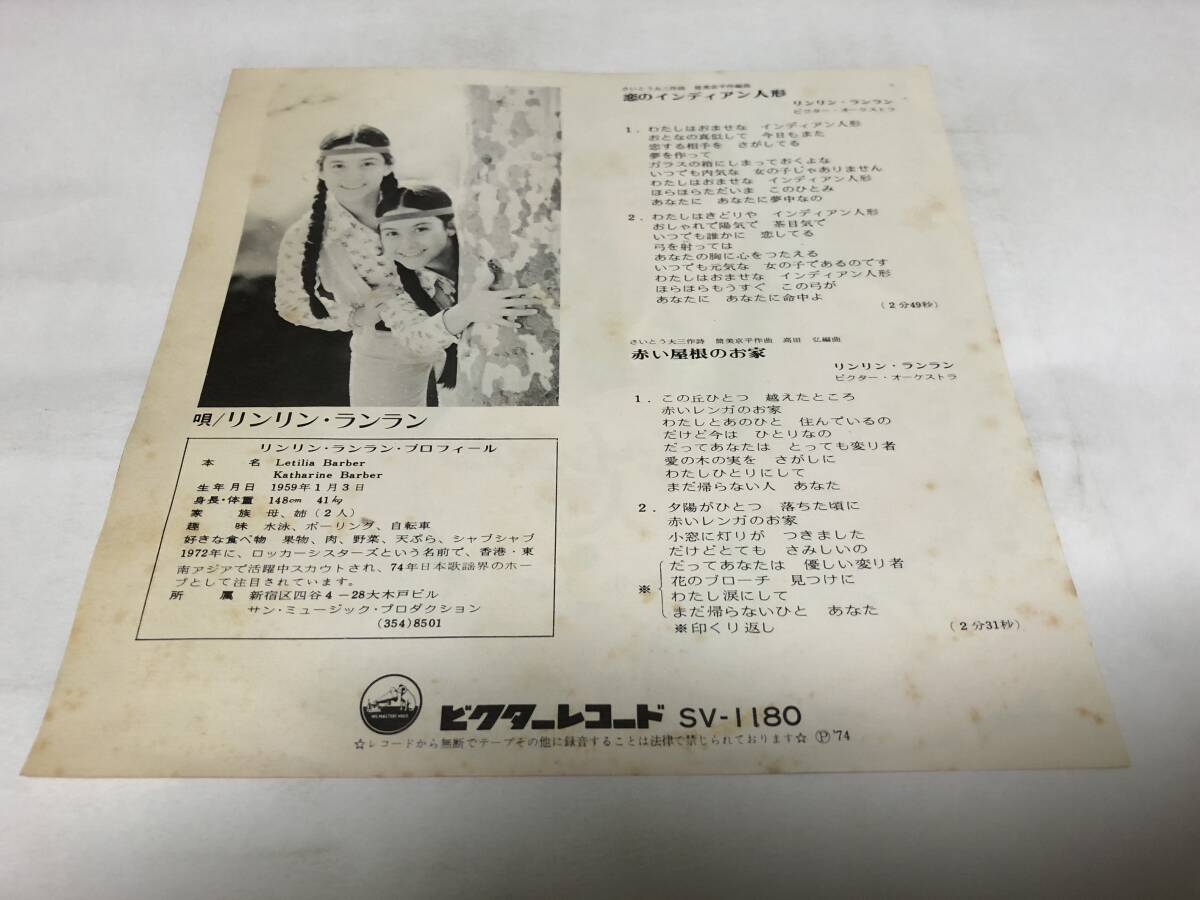 唄/リンリン・ランラン
リンリン・ランラン・プロフィール
本名 Letilia Barber
Katharine Barber
生年月日 1959年1月3日
身長・体重 148cm 41kg
家族 母、姉(2人)
趣味 水泳、ボーリング、自転車
好きな食べ物 果物、肉、野菜、天ぷら、シャブシャブ
1972年に、ロッカーシスターズという名前で、香港・東
南アジアで活躍中スカウトされ、74年日本歌謡界のホー
プとして注目されています。
所属 新宿区四谷4-28大木戸ビル
サン・ミュージック・プロダクション
(354)8501
さいとう大三作詩 筒美京平作編曲
恋のインディアン人形
リンリン・ランラン
ビクター・オーケストラ
1. わたしはおませな インディアン人形
おとなの真似して 今日もまた
恋する相手を さがしてる
夢を作って
ガラスの箱にしまっておくよな
いつでも内気な 女の子じゃありません
わたしはおませな インディアン人形
ほらほらただいま このひとみ
あなたに あなたに夢中なの
2. わたしはきどりや インディアン人形
おしゃれで陽気で 茶目気で
いつでも誰かに 恋してる
弓を射っては
あなたの胸に心をつたえる
いつでも元気な 女の子であるのです
わたしはおませな インディアン人形
ほらほらもうすぐ この弓が
あなたに あなたに命中よ
(2分49秒)
さいとう大三作詩 筒美京平作曲 高田 弘編曲
赤い屋根のお家
リンリン・ランラン
ビクター・オーケストラ
1. この丘ひとつ 越えたところ
赤いレンガのお家
わたしとあのひと 住んでいるの
だけど今は ひとりなの
だってあなたは とっても変り者
愛の木の実を さがしに
わたしひとりにして
まだ帰らない人 あなた
2. 夕陽がひとつ 落ちた頃に
赤いレンガのお家
小窓に灯りが つきました
だけどとても さみしいの
だってあなたは 優しい変り者
花のブローチ 見つけに
※
わたし涙にして
まだ帰らないひと あなた
※印くり返し
(2分31秒)
HIS MASTER'S VOICE
ビクターレコード SV-1180
☆レコードから無断でテープその他に録音することは法律で禁じられております☆ Ⓟ'74